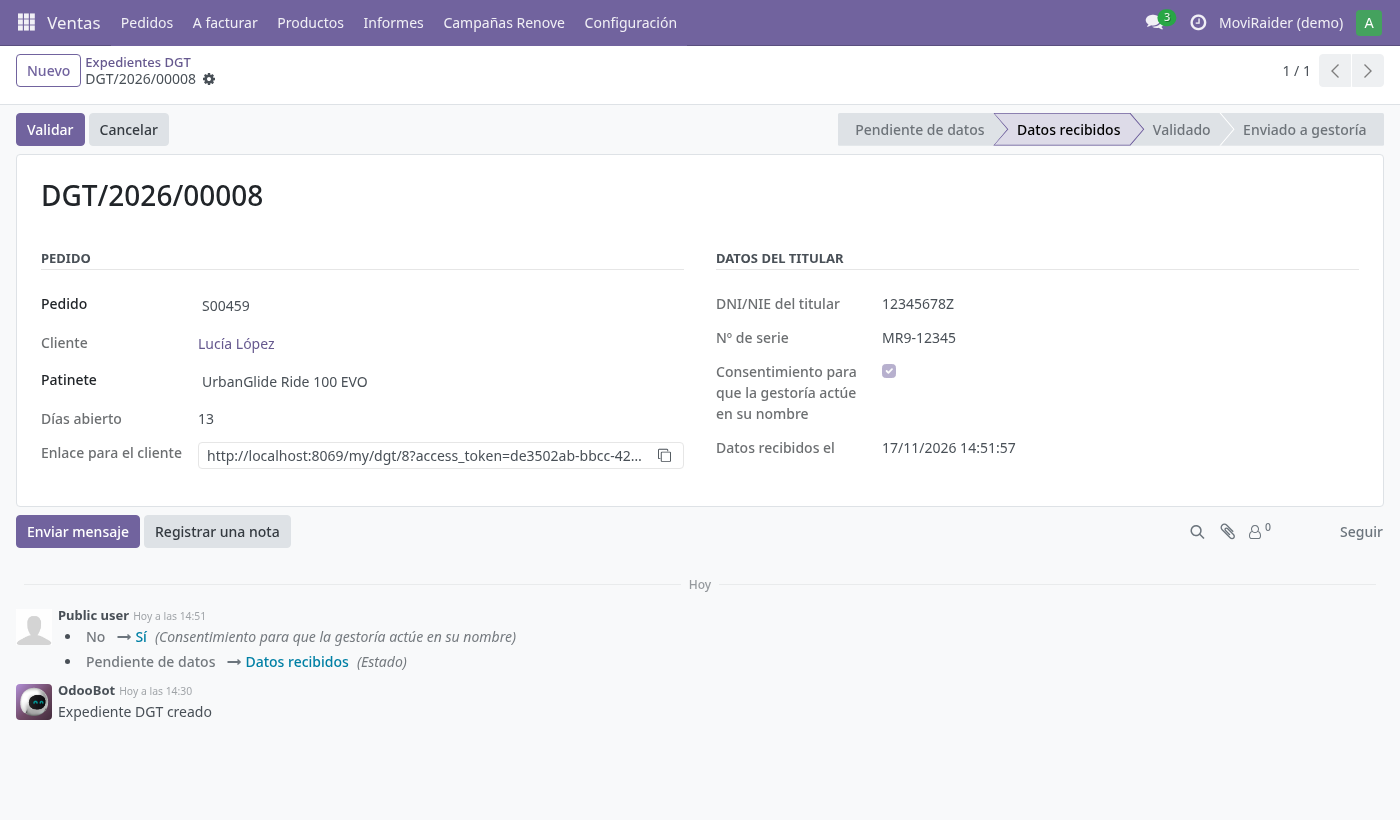 Ventas Pedidos A facturar Productos Informes Campañas Renove Configuración 3 MoviRaider (demo) A
Nuevo Expedientes DGT
DGT/2026/00008
1 / 1
Validar Cancelar Pendiente de datos Datos recibidos Validado Enviado a gestoría
DGT/2026/00008
PEDIDO
Pedido S00459
Cliente Lucía López
Patinete UrbanGlide Ride 100 EVO
Días abierto 13
Enlace para el cliente http://localhost:8069/my/dgt/8?access_token=de3502ab-bbcc-42...
DATOS DEL TITULAR
DNI/NIE del titular 12345678Z
Nº de serie MR9-12345
Consentimiento para
que la gestoría actúe
en su nombre
Datos recibidos el 17/11/2026 14:51:57
Enviar mensaje Registrar una nota 0 Seguir
Hoy
Public user Hoy a las 14:51
No → Sí (Consentimiento para que la gestoría actúe en su nombre)
Pendiente de datos → Datos recibidos (Estado)
OdooBot Hoy a las 14:30
Expediente DGT creado